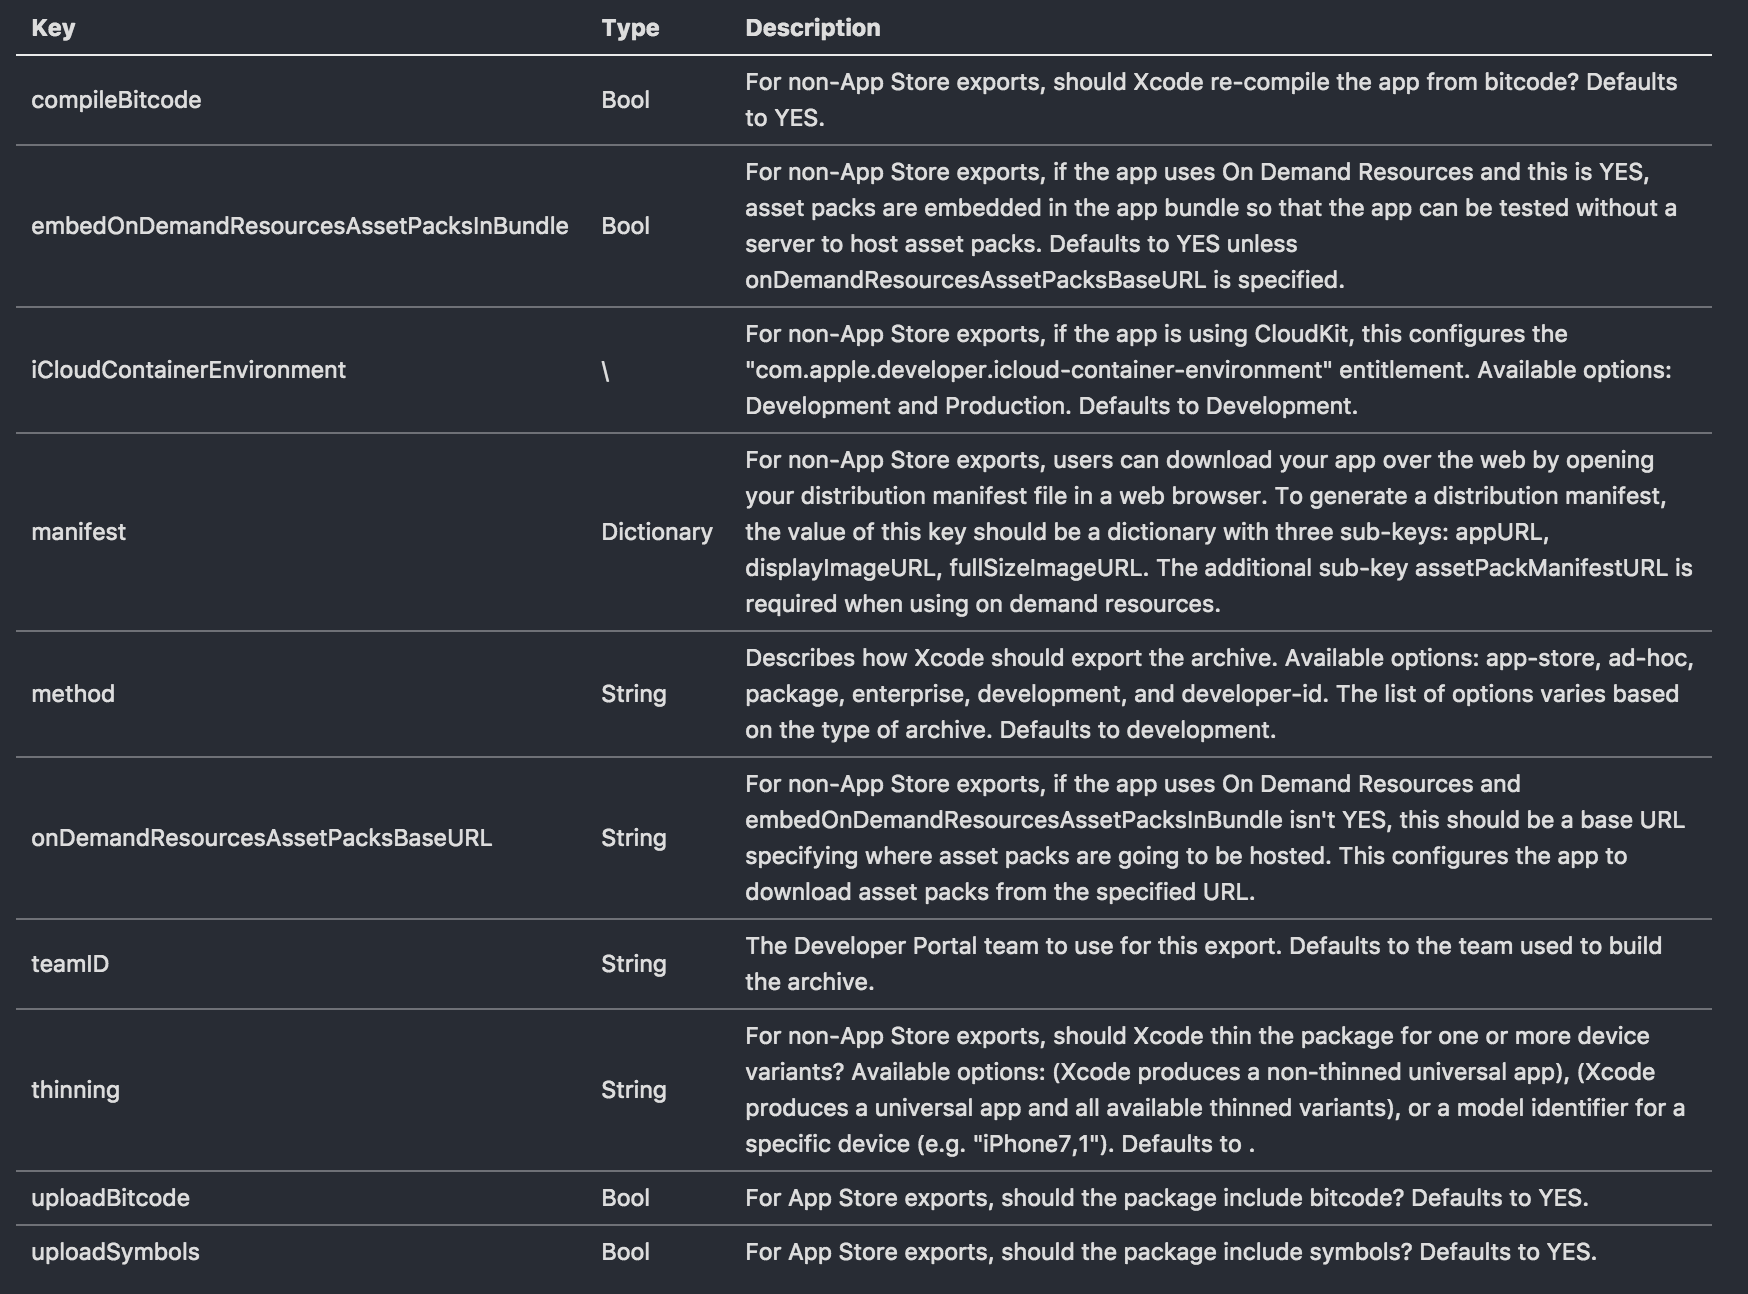 Key Type Description
compileBitcode Bool For non-App Store exports, should Xcode re-compile the app from bitcode? Defaults
to YES.
embedOnDemandResourcesAssetPacksInBundle Bool For non-App Store exports, if the app uses On Demand Resources and this is YES,
asset packs are embedded in the app bundle so that the app can be tested without a
server to host asset packs. Defaults to YES unless
onDemandResourcesAssetPacksBaseURL is specified.
iCloudContainerEnvironment \ For non-App Store exports, if the app is using CloudKit, this configures the
"com.apple.developer.icloud-container-environment" entitlement. Available options:
Development and Production. Defaults to Development.
manifest Dictionary For non-App Store exports, users can download your app over the web by opening
your distribution manifest file in a web browser. To generate a distribution manifest,
the value of this key should be a dictionary with three sub-keys: appURL,
displayImageURL, fullSizeImageURL. The additional sub-key assetPackManifestURL is
required when using on demand resources.
method String Describes how Xcode should export the archive. Available options: app-store, ad-hoc,
package, enterprise, development, and developer-id. The list of options varies based
on the type of archive. Defaults to development.
onDemandResourcesAssetPacksBaseURL String For non-App Store exports, if the app uses On Demand Resources and
embedOnDemandResourcesAssetPacksInBundle isn't YES, this should be a base URL
specifying where asset packs are going to be hosted. This configures the app to
download asset packs from the specified URL.
teamID String The Developer Portal team to use for this export. Defaults to the team used to build
the archive.
thinning String For non-App Store exports, should Xcode thin the package for one or more device
variants? Available options: (Xcode produces a non-thinned universal app), (Xcode
produces a universal app and all available thinned variants), or a model identifier for a
specific device (e.g. "iPhone7,1"). Defaults to .
uploadBitcode Bool For App Store exports, should the package include bitcode? Defaults to YES.
uploadSymbols Bool For App Store exports, should the package include symbols? Defaults to YES.